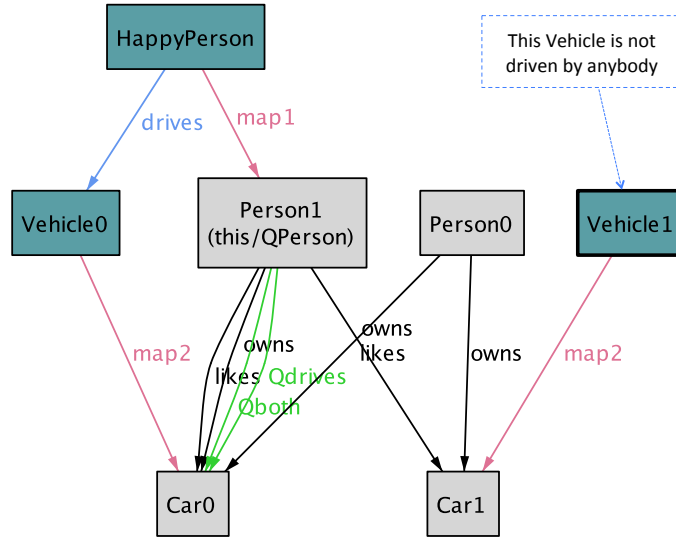 HappyPerson
This Vehicle is not
driven by anybody
drives
map1
Vehicle0
Person1
(this/QPerson)
Person0
Vehicle1
map2
owns
likes
Qdrives
Qboth
owns
likes
owns
map2
Car0
Car1